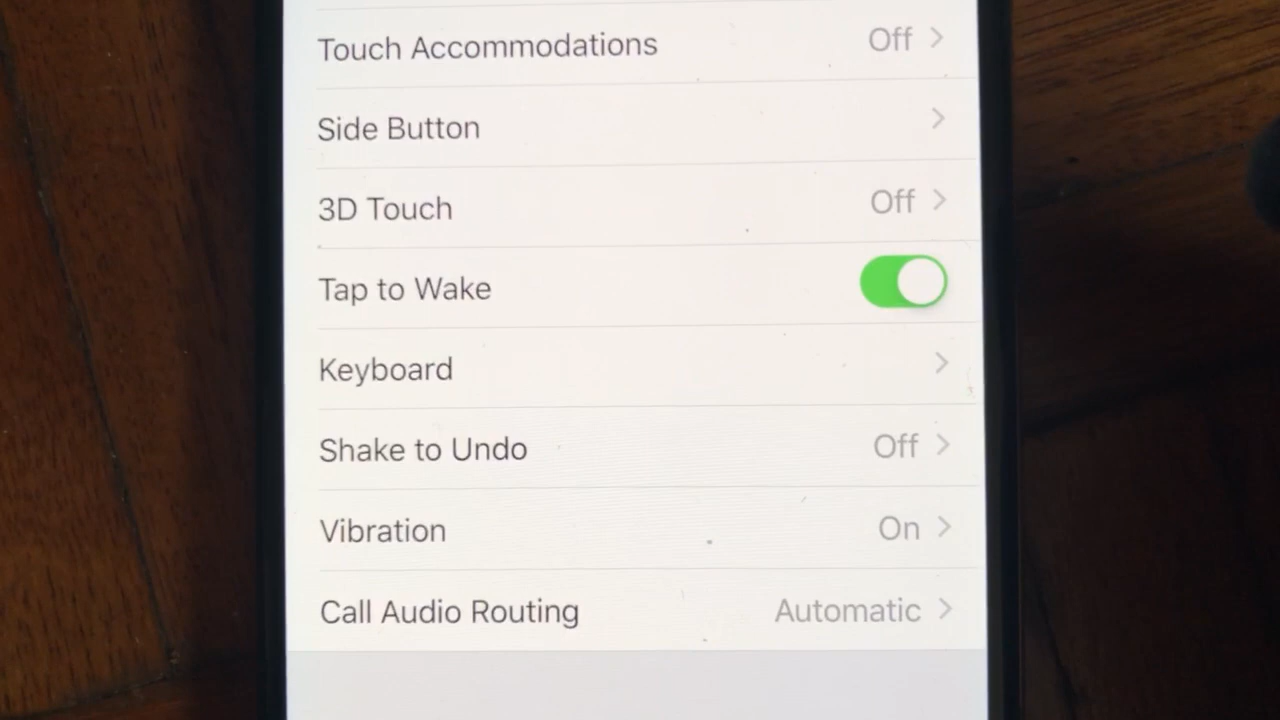 Touch Accommodations Off
Side Button
3D Touch Off
Tap to Wake
Keyboard
Shake to Undo Off
Vibration On
Call Audio Routing Automatic